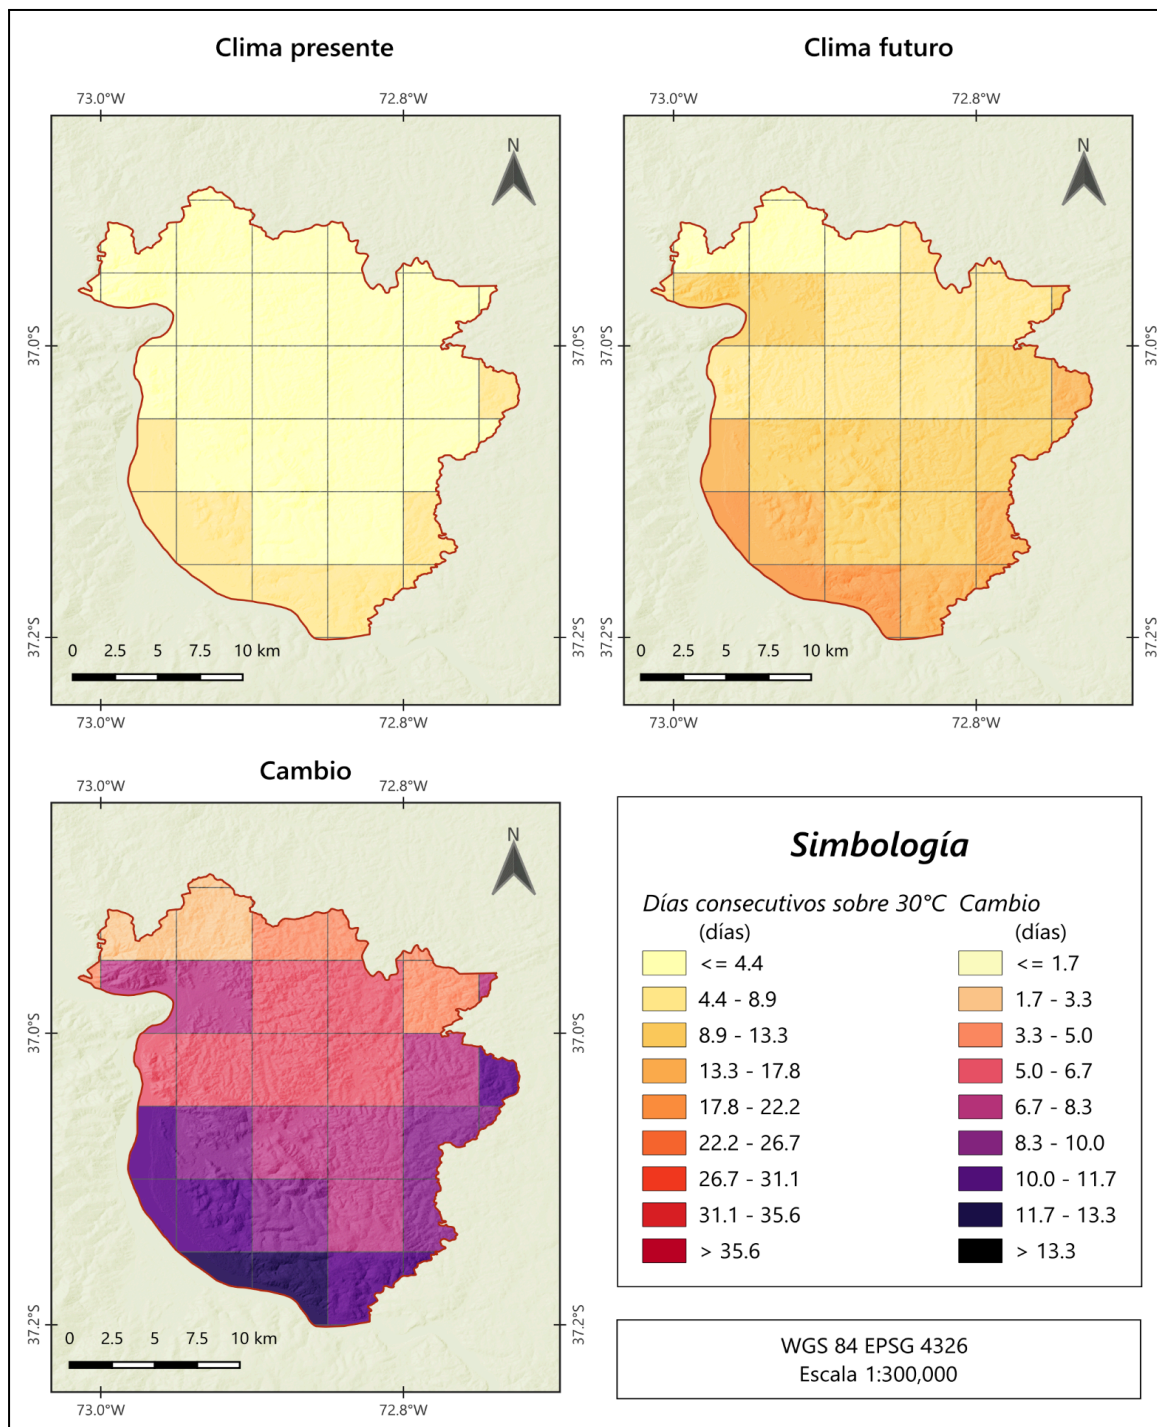 Clima presente
Clima futuro
73.0°W 72.8°W
73.0°W 72.8°W
N
N
37.0°S
37.0°S
37.0°S
37.0°S
37.2°S
37.2°S
37.2°S
37.2°S
0 2.5 5 7.5 10 km
0 2.5 5 7.5 10 km
73.0°W 72.8°W
73.0°W 72.8°W
Cambio
73.0°W 72.8°W
N
37.0°S
37.0°S
37.2°S
37.2°S
0 2.5 5 7.5 10 km
73.0°W 72.8°W
Simbología
Días consecutivos sobre 30°C
(días)
<= 4.4
4.4 - 8.9
8.9 - 13.3
13.3 - 17.8
17.8 - 22.2
22.2 - 26.7
26.7 - 31.1
31.1 - 35.6
> 35.6
Cambio
(días)
<= 1.7
1.7 - 3.3
3.3 - 5.0
5.0 - 6.7
6.7 - 8.3
8.3 - 10.0
10.0 - 11.7
11.7 - 13.3
> 13.3
WGS 84 EPSG 4326
Escala 1:300,000